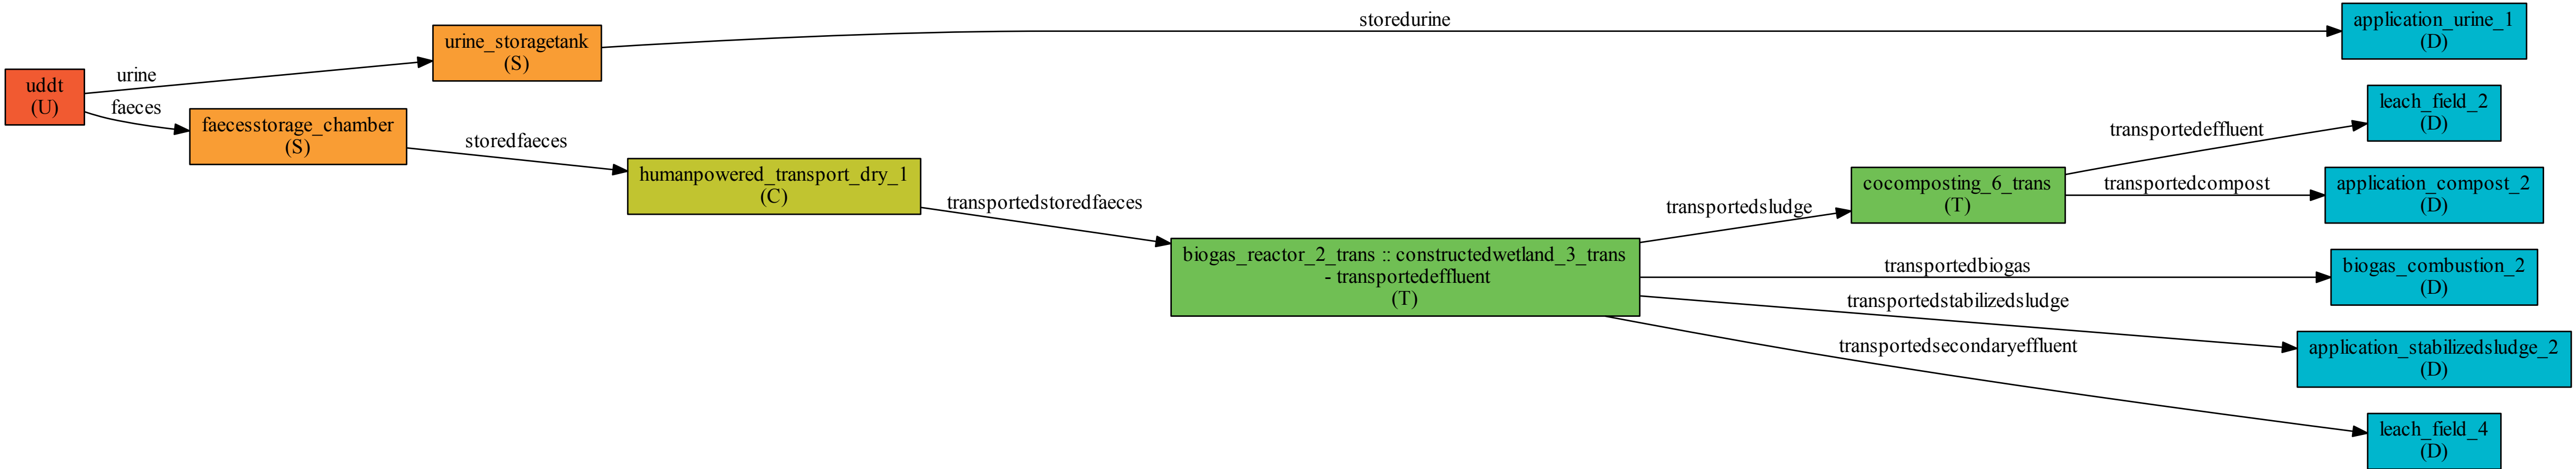 uddt
(U)
urine
faeces
urine_storagetank
(S)
faecesstorage_chamber
(S)
storedurine
storedfaeces
humanpowered_transport_dry_1
(C)
transportedstoredfaeces
biogas_reactor_2_trans :: constructedwetland_3_trans
- transportedeffluent
(T)
transportedsludge
cocomposting_6_trans
(T)
transportedeffluent
transportedcompost
transportedbiogas
transportedstabilizedsludge
transportedsecondaryeffluent
application_urine_1
(D)
leach_field_2
(D)
application_compost_2
(D)
biogas_combustion_2
(D)
application_stabilizedsludge_2
(D)
leach_field_4
(D)